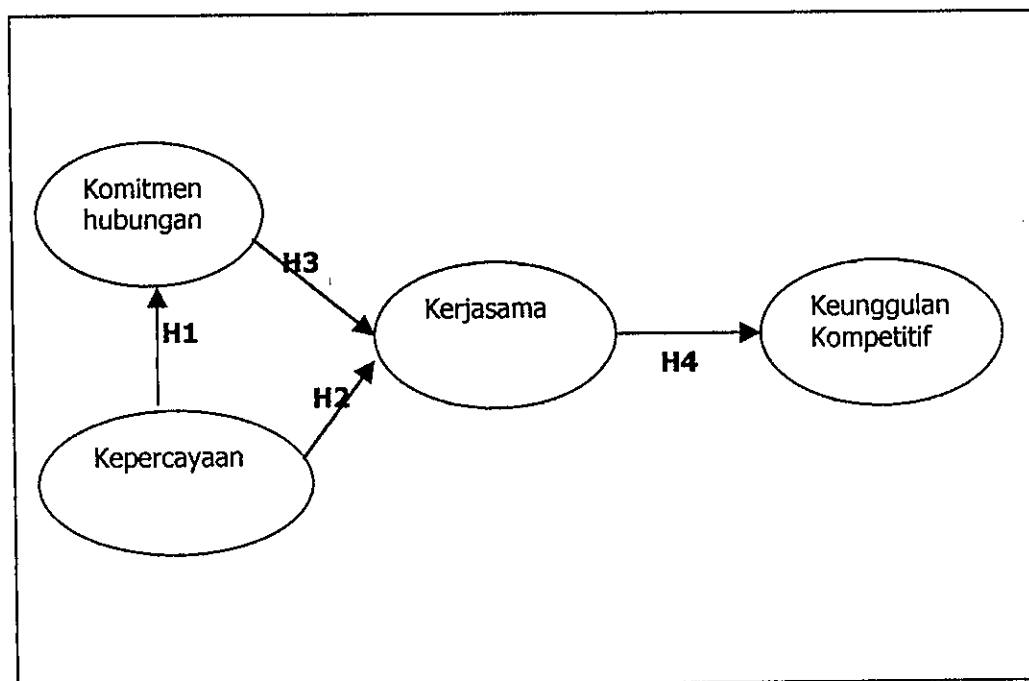 Komitmen
hubungan
H3
Kerjasama
Keunggulan
Kompetitif
H1
H4
H2
Kepercayaan